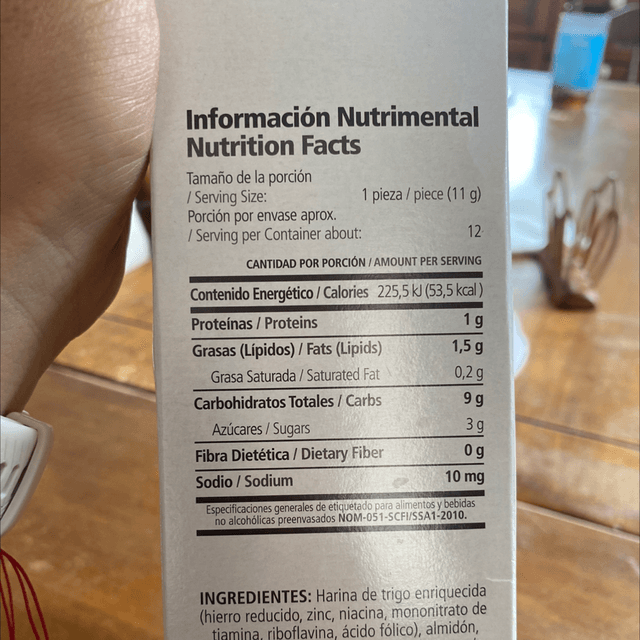 Información Nutrimental
Nutrition Facts
Tamaño de la porción
/ Serving Size: 1 pieza / piece (11 g)
Porción por envase aprox.
/ Serving per Container about: 12
CANTIDAD POR PORCIÓN / AMOUNT PER SERVING
Contenido Energético / Calories 225,5 kJ (53,5 kcal)
Proteínas / Proteins 1 g
Grasas (Lípidos) / Fats (Lipids) 1,5 g
Grasa Saturada / Saturated Fat 0,2 g
Carbohidratos Totales / Carbs 9 g
Azúcares / Sugars 3 g
Fibra Dietética / Dietary Fiber 0 g
Sodio / Sodium 10 mg
Especificaciones generales de etiquetado para alimentos y bebidas
no alcohólicas preenvasados NOM-051-SCFI/SSA1-2010.
INGREDIENTES: Harina de trigo enriquecida
(hierro reducido, zinc, niacina, mononitrato de
tiamina, riboflavina, ácido fólico), almidón,